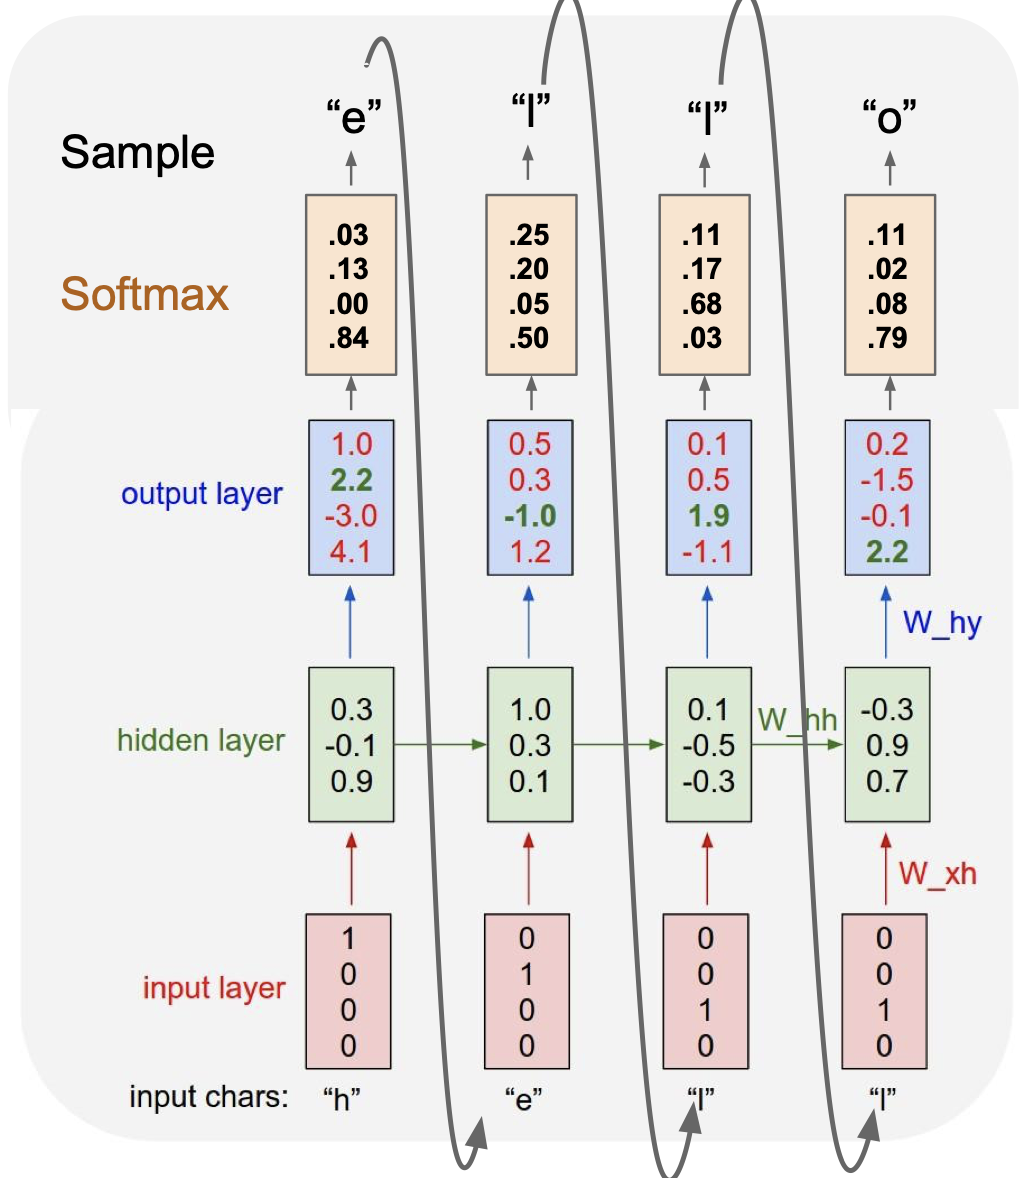 “e” “l” “l” “o”
Sample
Softmax
.03 .25 .11 .11
.13 .20 .17 .02
.00 .05 .68 .08
.84 .50 .03 .79
output layer
1.0 0.5 0.1 0.2
2.2 0.3 0.5 -1.5
-3.0 -1.0 1.9 -0.1
4.1 1.2 -1.1 2.2
W_hy
hidden layer
0.3 1.0 0.1 -0.3
-0.1 0.3 -0.5 0.9
0.9 0.1 -0.3 0.7
W_hh
W_xh
input layer
1 0 0 0
0 1 0 0
0 0 1 1
0 0 0 0
input chars: “h” “e” “l” “l”